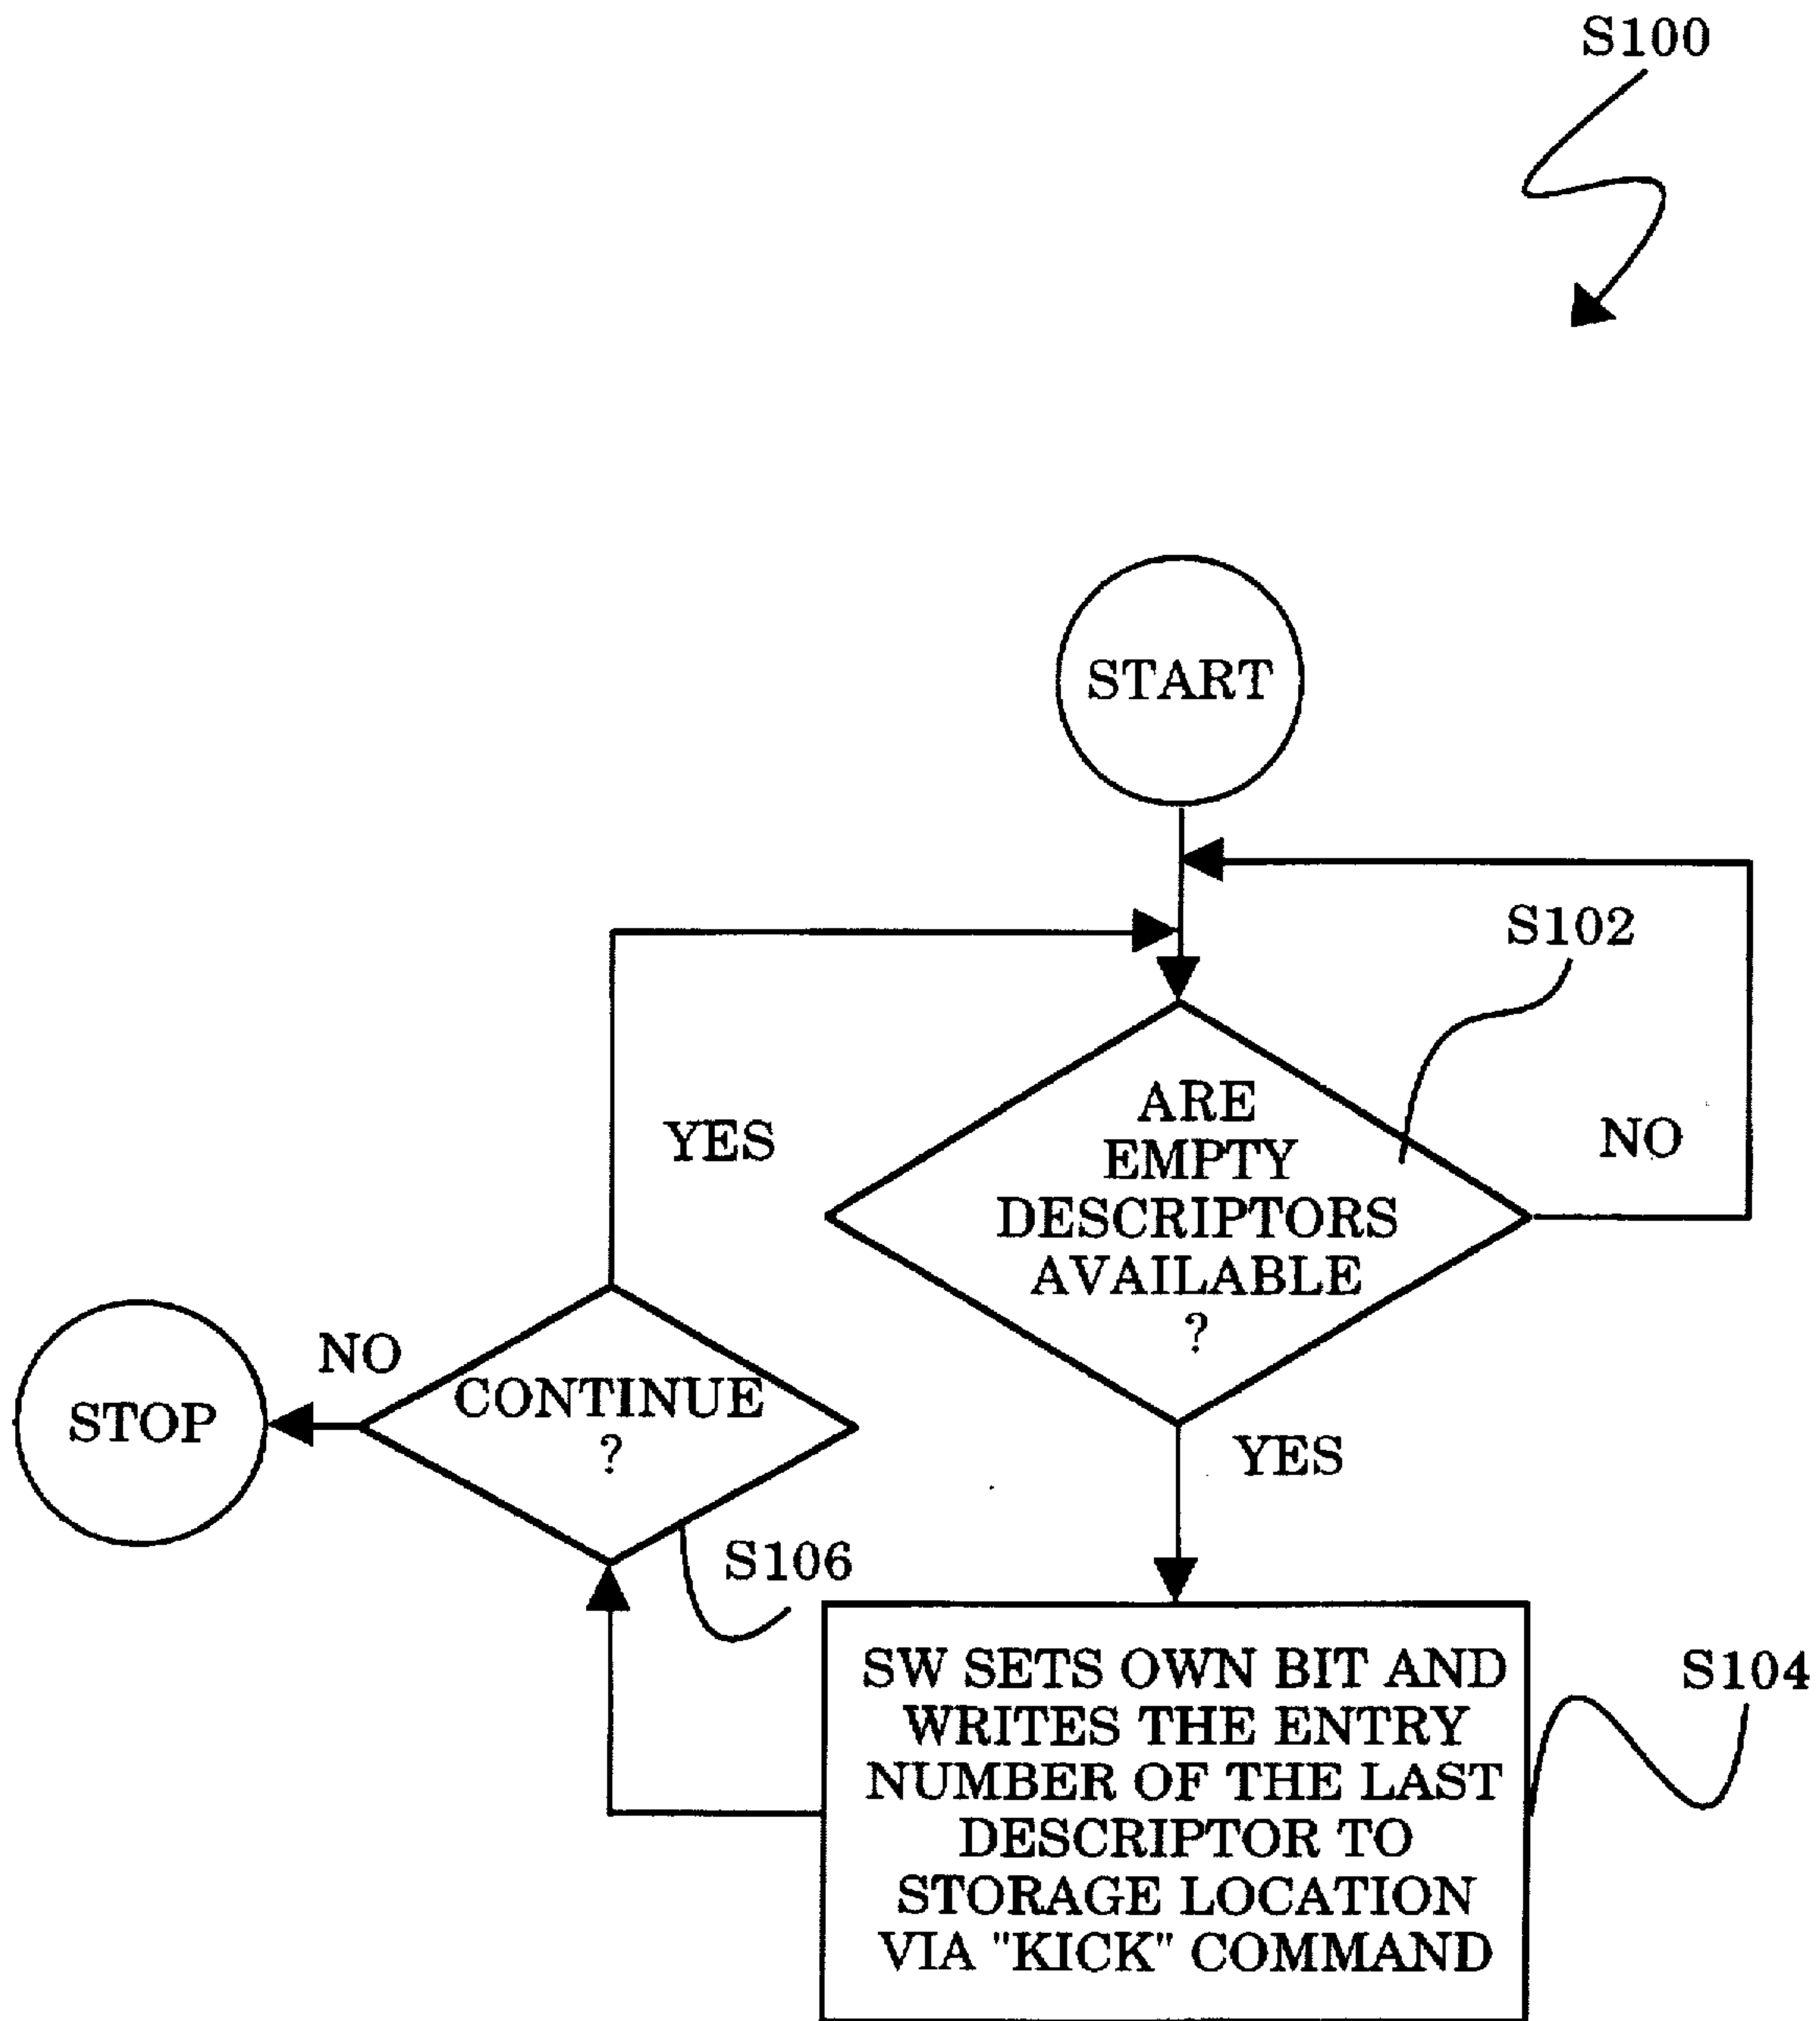 S100
START
S102
ARE
EMPTY
DESCRIPTORS
AVAILABLE
?
NO
YES
NO
CONTINUE
?
STOP
YES
S106
SW SETS OWN BIT AND
WRITES THE ENTRY
NUMBER OF THE LAST
DESCRIPTOR TO
STORAGE LOCATION
VIA "KICK" COMMAND
S104